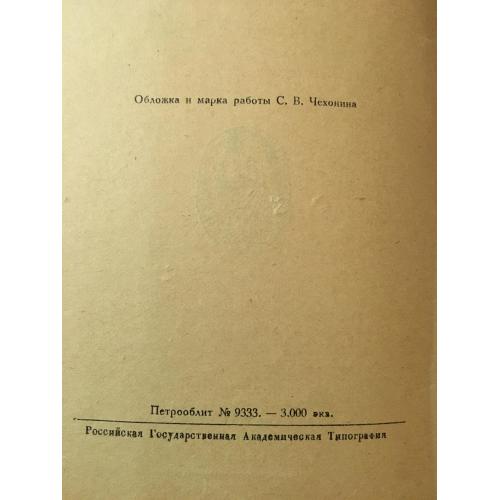 Обложка и марка работы С. В. Чехонина
Петрооблит № 9333. — 3.000 экз.
Российская Государственная Академическая Типография